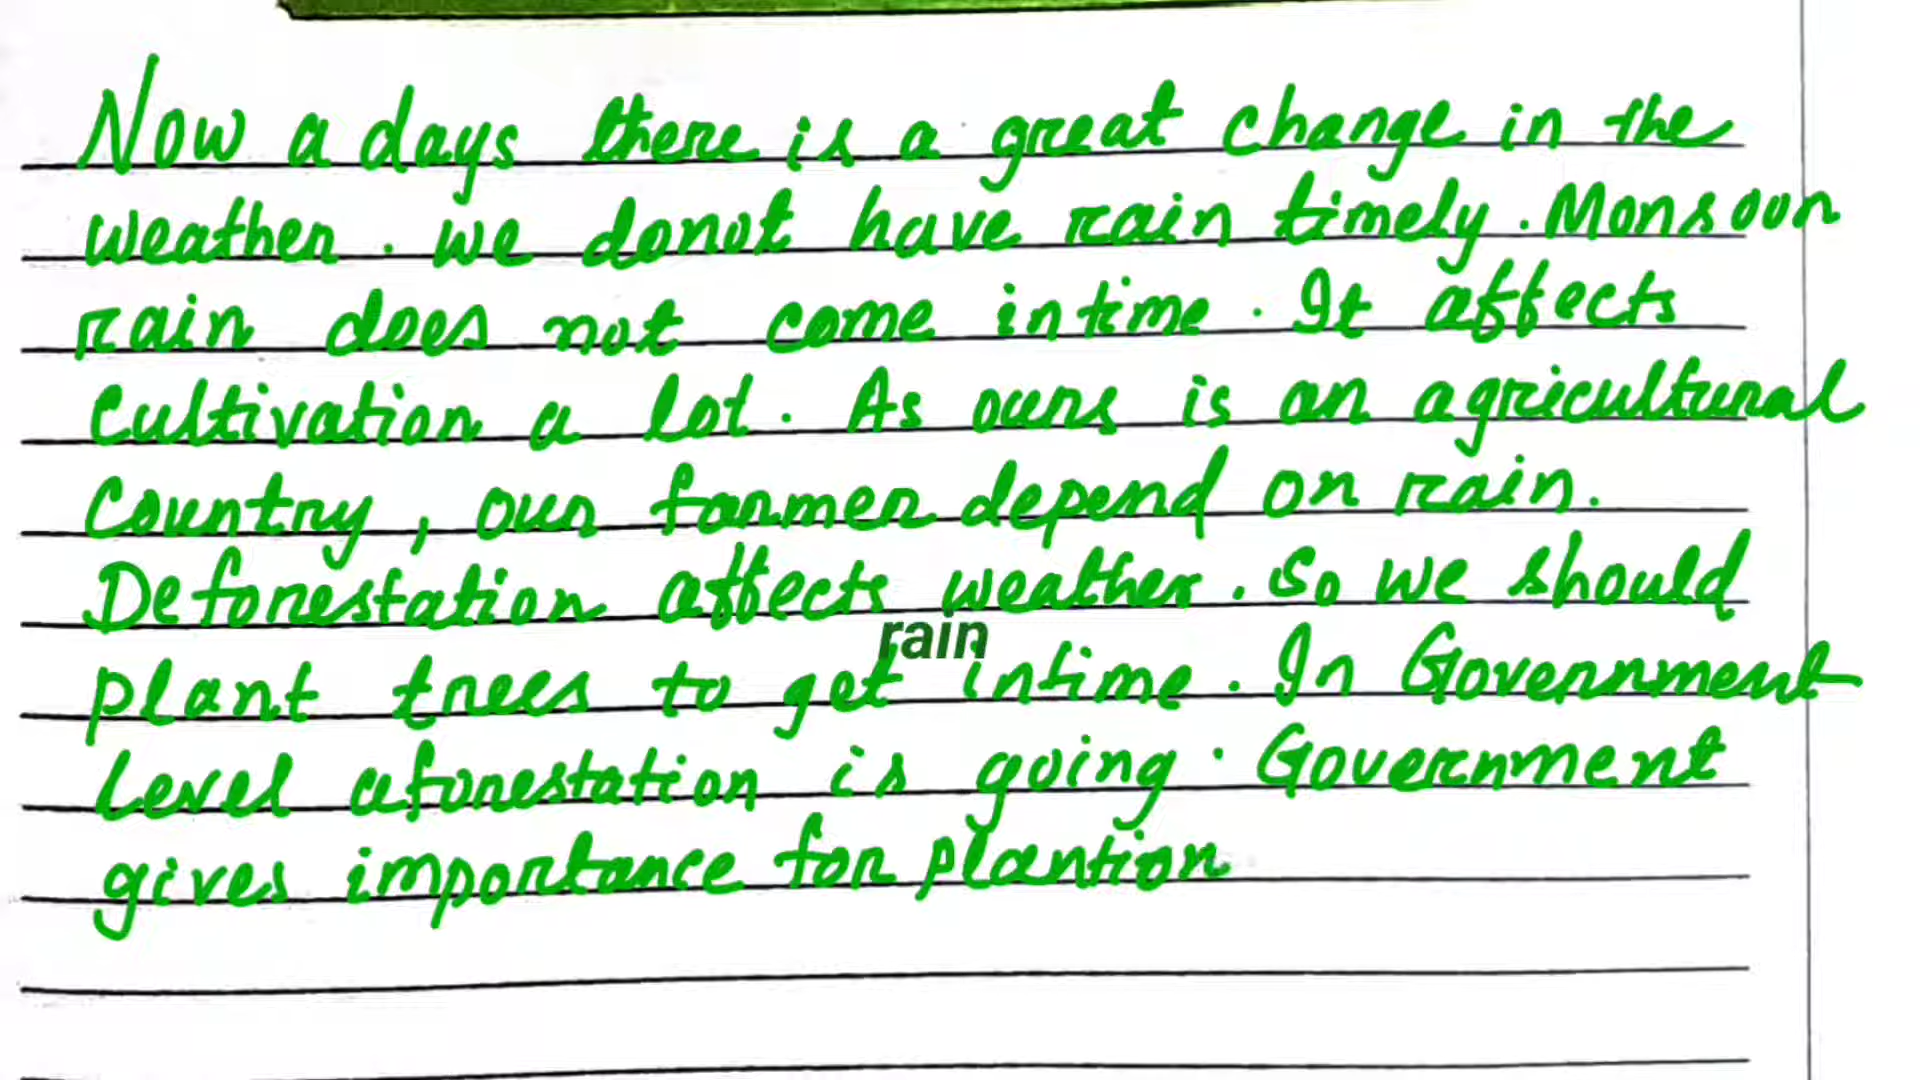 Now a days there is a great change in the
weather. we donot have rain timely. Monsoon
rain does not come intime. It affects
Cultivation a lot. As ours is an agricultural
Country, our farmer depend on rain.
Deforestation affects weather. So we should
plant trees to get rain intime. In Government
Level aforestation is going. Government
gives importance for plantion